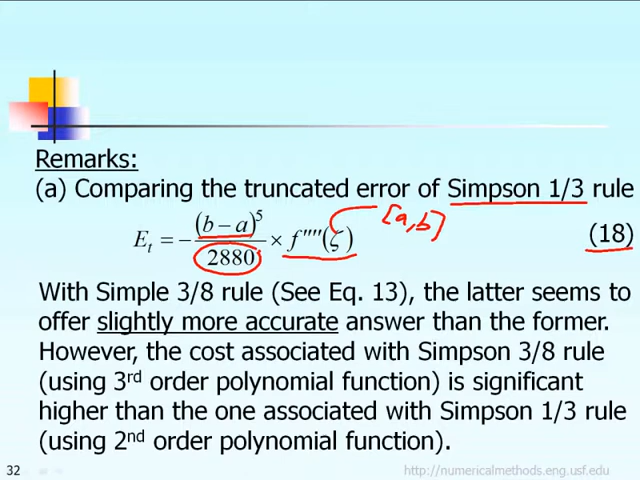 Remarks:
(a) Comparing the truncated error of Simpson 1/3 rule
[a,b]
E_t = -\frac{(b-a)^5}{2880} × f''''(ζ) (18)
With Simple 3/8 rule (See Eq. 13), the latter seems to
offer slightly more accurate answer than the former.
However, the cost associated with Simpson 3/8 rule
(using 3rd order polynomial function) is significant
higher than the one associated with Simpson 1/3 rule
(using 2nd order polynomial function).
32 http://numericalmethods.eng.usf.edu